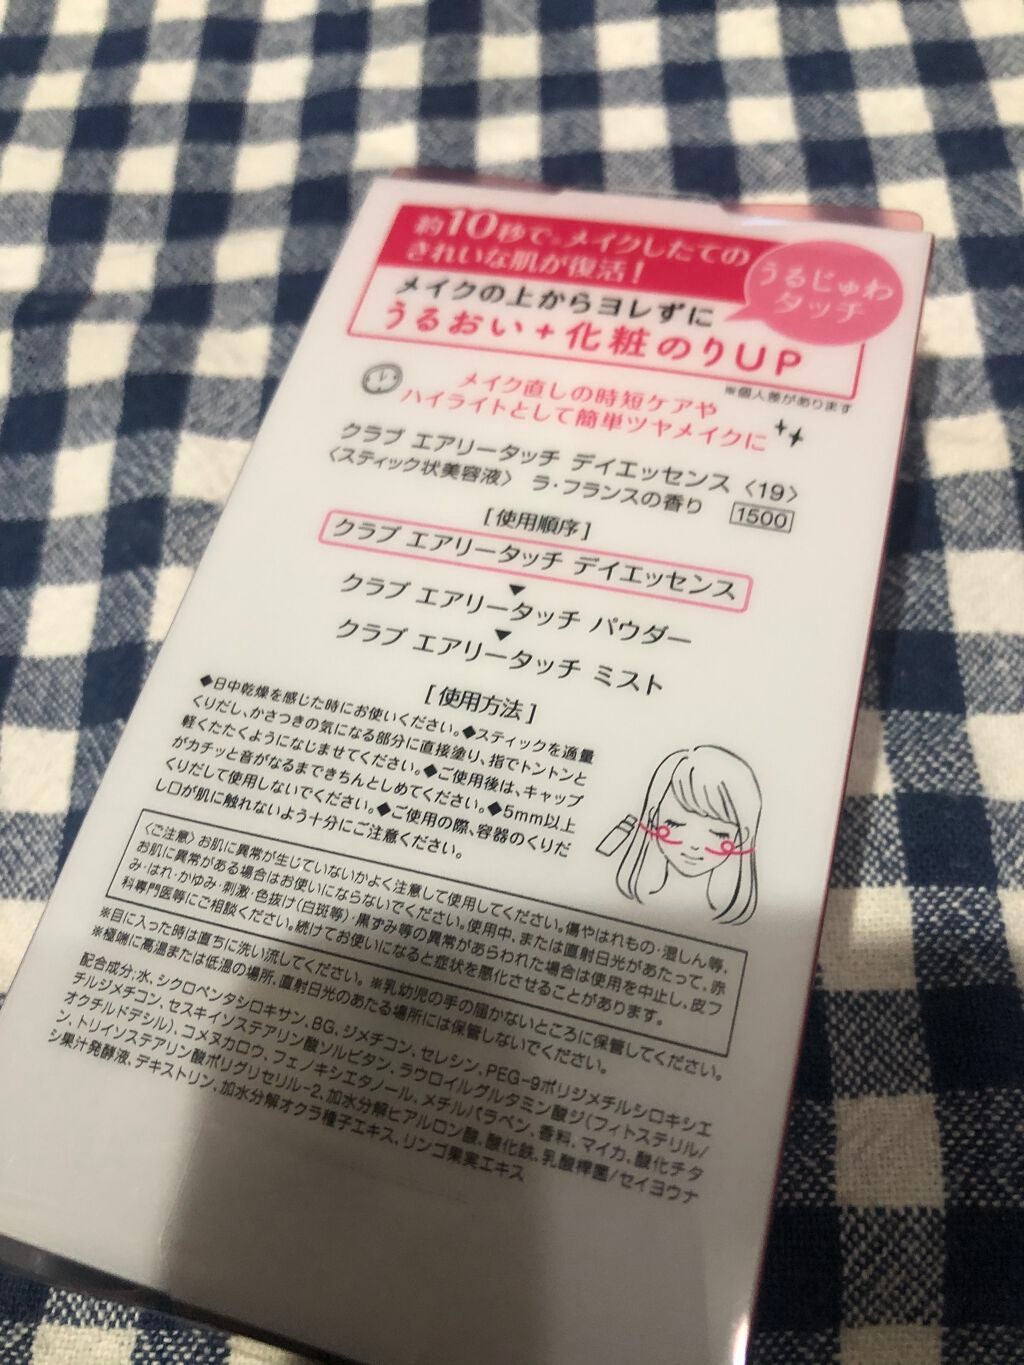 約10秒で※メイクしたての
きれいな肌が復活！
うるじゅわ
タッチ
メイクの上からヨレずに
うるおい+化粧のりUP
※個人差があります
メイク直しの時短ケアや
ハイライトとして簡単ツヤメイクに
クラブ エアリータッチ デイエッセンス 〈19〉
〈スティック状美容液〉 ラ・フランスの香り 1500
[使用順序]
クラブ エアリータッチ デイエッセンス
▼
クラブ エアリータッチ パウダー
▼
クラブ エアリータッチ ミスト
[使用方法]
◆日中乾燥を感じた時にお使いください。◆スティックを適量
くりだし、かさつきの気になる部分に直接塗り、指でトントンと
軽くたたくようになじませてください。◆ご使用後は、キャップ
がカチッと音がなるまできちんとしめてください。◆5mm以上
くりだして使用しないでください。◆ご使用の際、容器のくりだ
し口が肌に触れないよう十分にご注意ください。
〈ご注意〉お肌に異常が生じていないかよく注意して使用してください。傷やはれもの・湿しん等、
お肌に異常がある場合はお使いにならないでください。使用中、または直射日光があたって、赤
み・はれ・かゆみ・刺激・色抜け(白斑等)・黒ずみ等の異常があらわれた場合は使用を中止し、皮フ
科専門医等にご相談ください。続けてお使いになると症状を悪化させることがあります。
※目に入った時は直ちに洗い流してください。※乳幼児の手の届かないところに保管してください。
※極端に高温または低温の場所、直射日光のあたる場所には保管しないでください。
配合成分:水、シクロペンタシロキサン、BG、ジメチコン、セレシン、PEG-9ポリジメチルシロキシエ
チルジメチコン、セスキイソステアリン酸ソルビタン、ラウロイルグルタミン酸ジ(フィトステリル/
オクチルドデシル)、コメヌカロウ、フェノキシエタノール、メチルパラベン、香料、マイカ、酸化チタ
ン、トリイソステアリン酸ポリグリセリル-2、加水分解ヒアルロン酸、酸化鉄、乳酸桿菌/セイヨウナ
シ果汁発酵液、デキストリン、加水分解オクラ種子エキス、リンゴ果実エキス